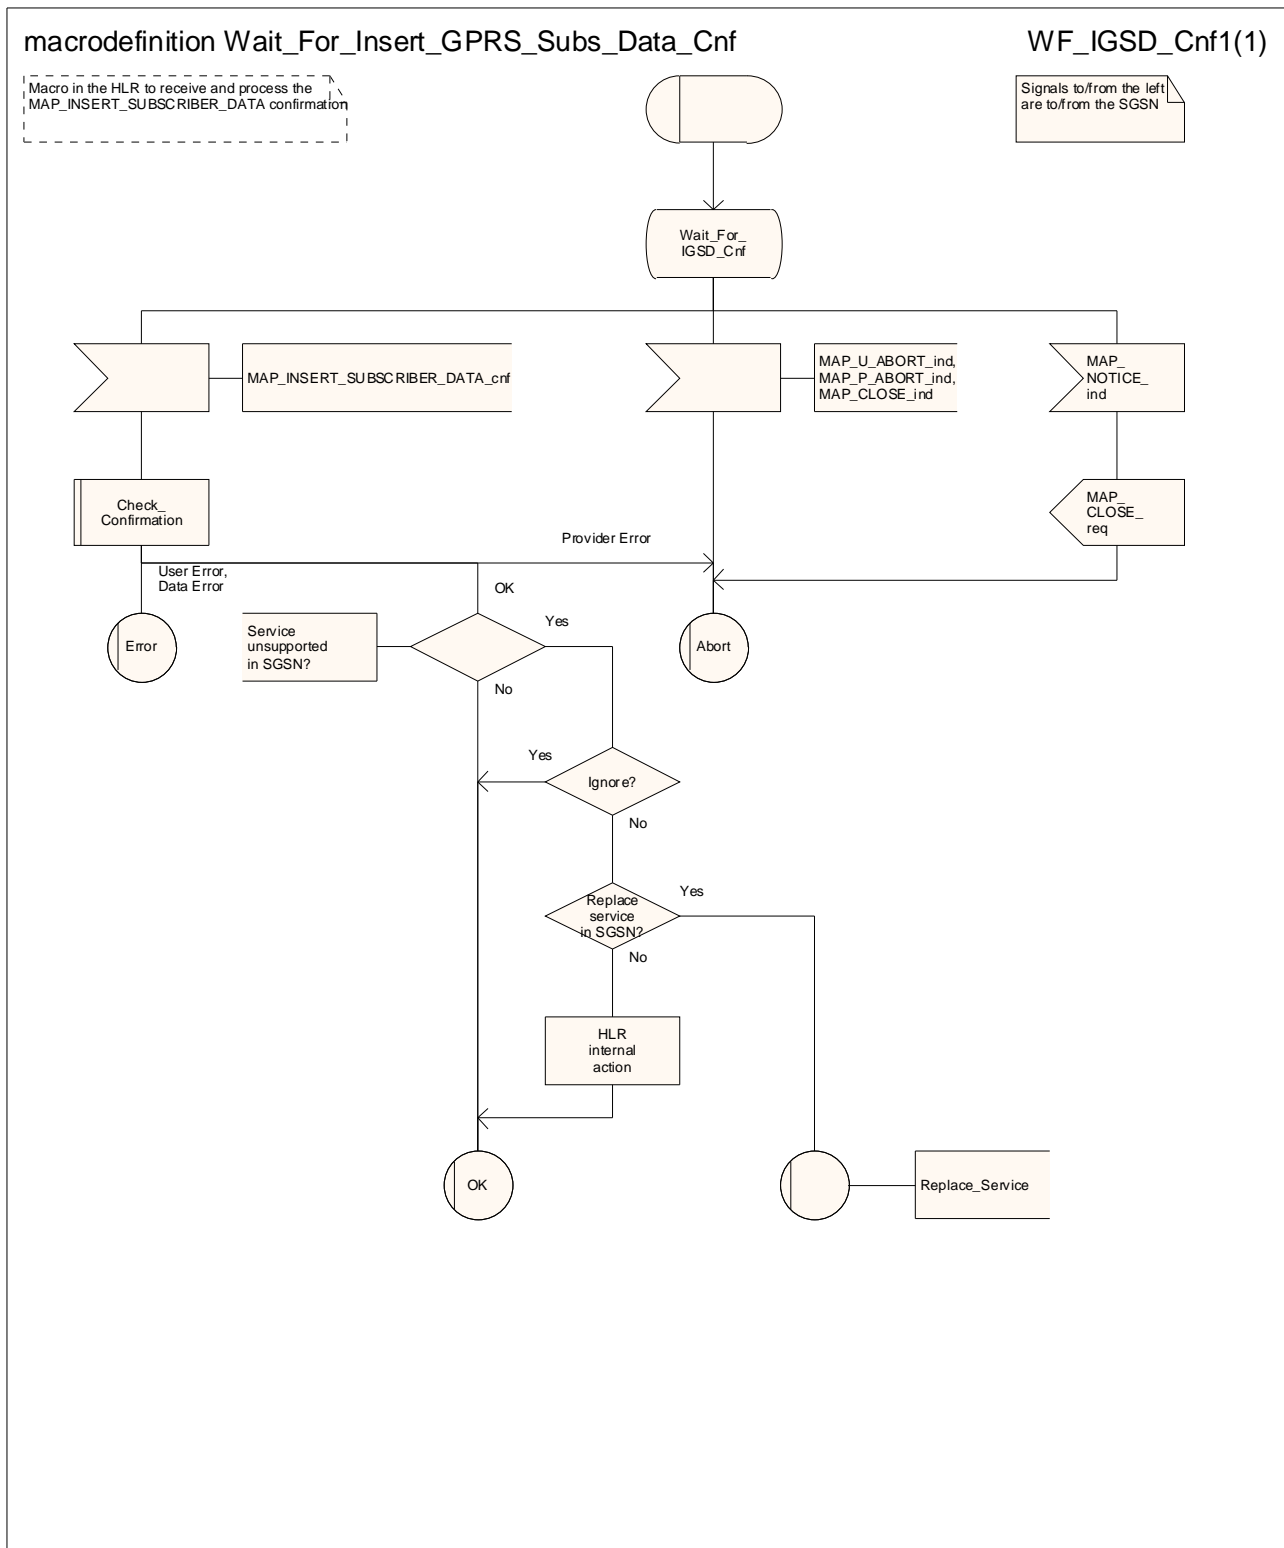 macrodefinition Wait_For_Insert_GPRS_Subs_Data_Cnf
WF_IGSD_Cnf1(1)
Macro in the HLR to receive and process the
MAP_INSERT_SUBSCRIBER_DATA confirmation
Signals to/from the left
are to/from the SGSN
Wait_For_
IGSD_Cnf
MAP_INSERT_SUBSCRIBER_DATA_cnf
MAP_U_ABORT_ind,
MAP_P_ABORT_ind,
MAP_CLOSE_ind
MAP_
NOTICE_
ind
Check_
Confirmation
MAP_
CLOSE_
req
Provider Error
User Error,
Data Error
OK
Error
Service
unsupported
in SGSN?
Yes
Abort
No
Yes
Ignore?
No
Replace
service
in SGSN?
Yes
No
HLR
internal
action
OK
Replace_Service